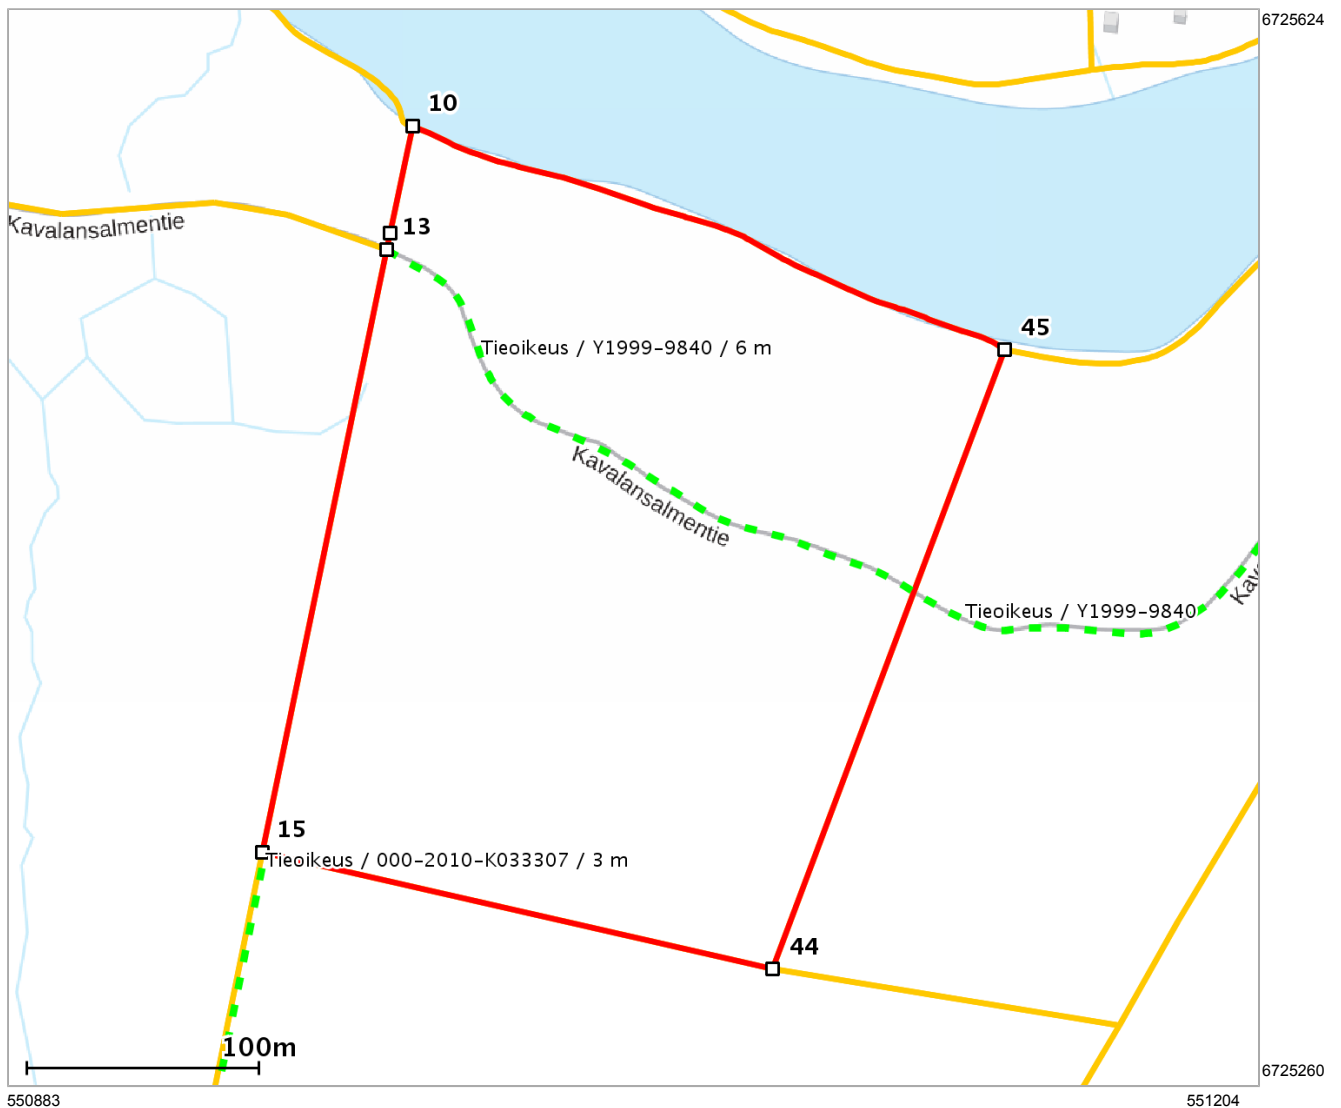 6725624
10
Kavalansalmentie
13
45
Tieoikeus / Y1999-9840 / 6 m
Kavalansalmentie
Tieoikeus / Y1999-9840
Kav
15
Tieoikeus / 000-2010-K033307 / 3 m
44
100m
6725260
550883
551204